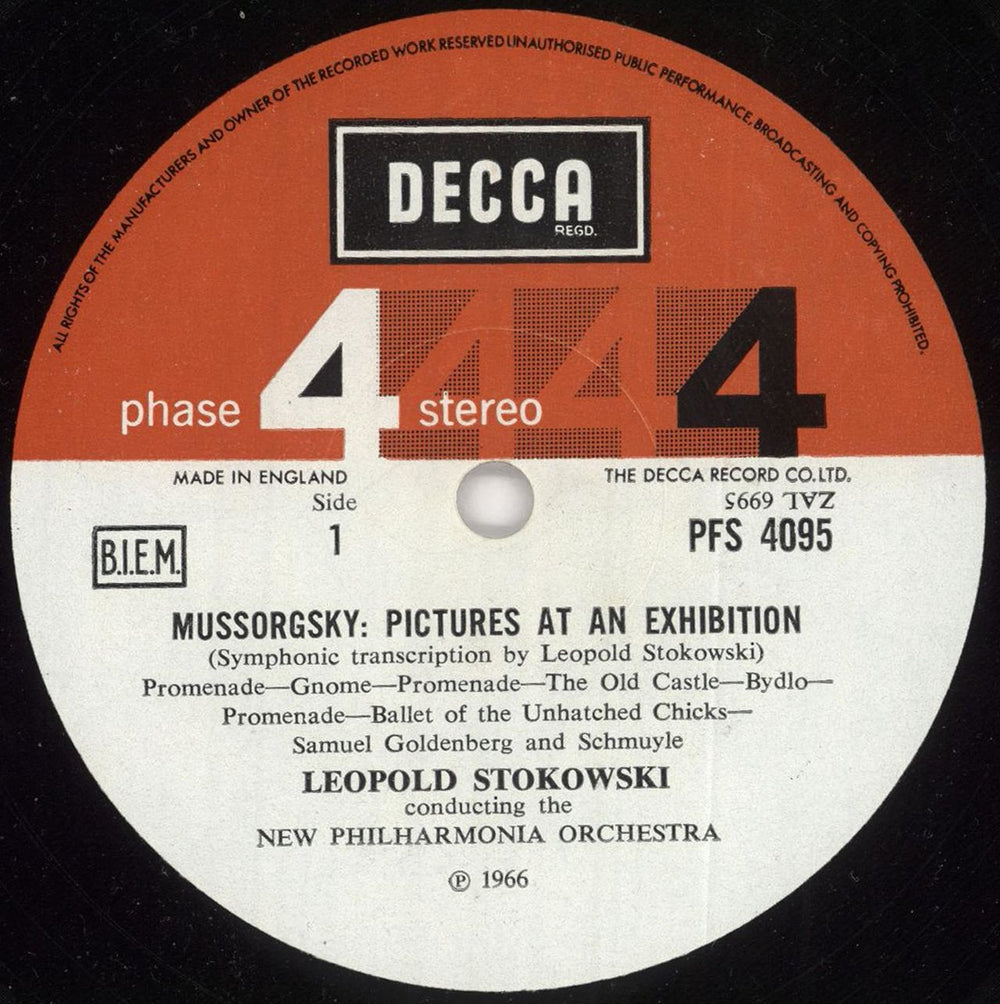 ALL RIGHTS OF THE MANUFACTURERS AND OWNER OF THE RECORDED WORK RESERVED UNAUTHORISED PUBLIC PERFORMANCE, BROADCASTING AND COPYING PROHIBITED.
DECCA
REGD.
phase 4 stereo 4 4 4
MADE IN ENGLAND
THE DECCA RECORD CO. LTD.
Side
ZAL 6995
1
PFS 4095
B.I.E.M.
MUSSORGSKY: PICTURES AT AN EXHIBITION
(Symphonic transcription by Leopold Stokowski)
Promenade—Gnome—Promenade—The Old Castle—Bydlo—
Promenade—Ballet of the Unhatched Chicks—
Samuel Goldenberg and Schmuyle
LEOPOLD STOKOWSKI
conducting the
NEW PHILHARMONIA ORCHESTRA
℗ 1966